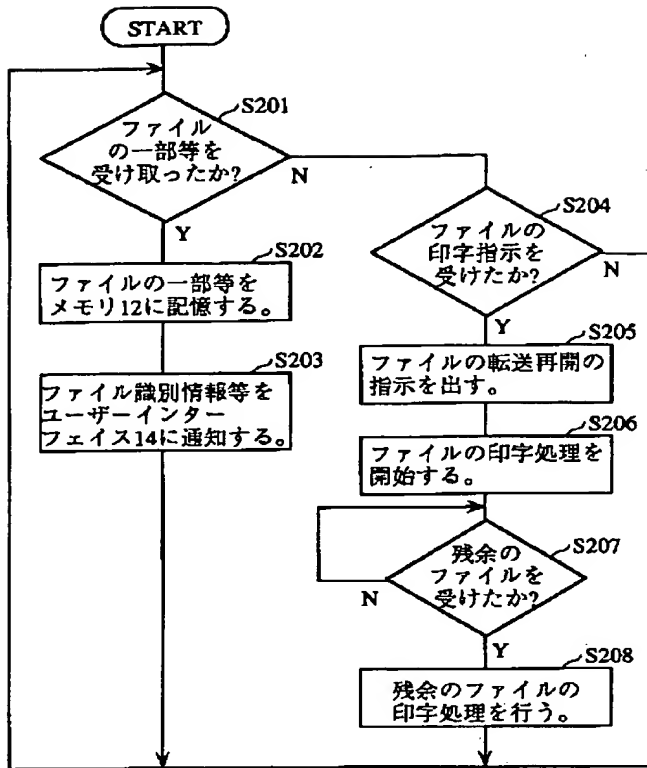 START
S201
ファイル
の一部等を
受け取ったか?
N
Y
S202
ファイルの一部等を
メモリ12に記憶する。
S203
ファイル識別情報等を
ユーザーインター
フェイス14に通知する。
S204
ファイルの
印字指示を
受けたか?
N
Y
S205
ファイルの転送再開の
指示を出す。
S206
ファイルの印字処理を
開始する。
S207
残余の
ファイルを
受けたか?
N
Y
S208
残余のファイルの
印字処理を行う。